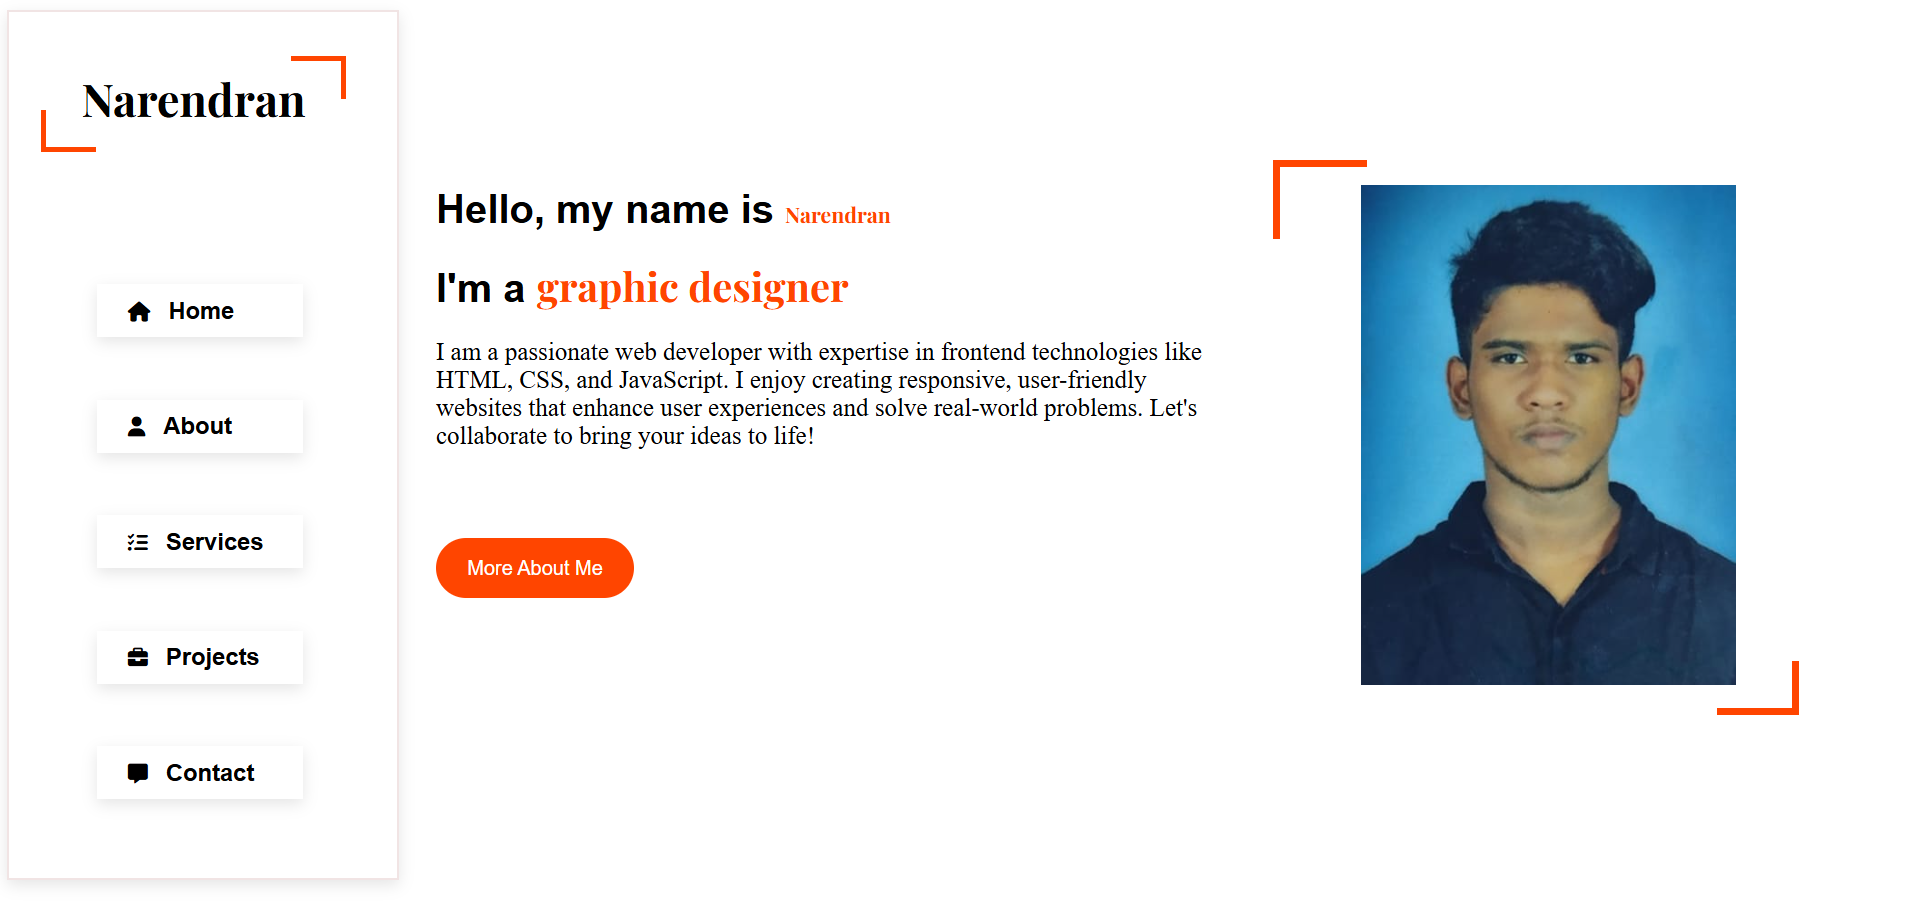 Narendran
Home
About
Services
Projects
Contact
Hello, my name is Narendran
I'm a graphic designer
I am a passionate web developer with expertise in frontend technologies like
HTML, CSS, and JavaScript. I enjoy creating responsive, user-friendly
websites that enhance user experiences and solve real-world problems. Let's
collaborate to bring your ideas to life!
More About Me